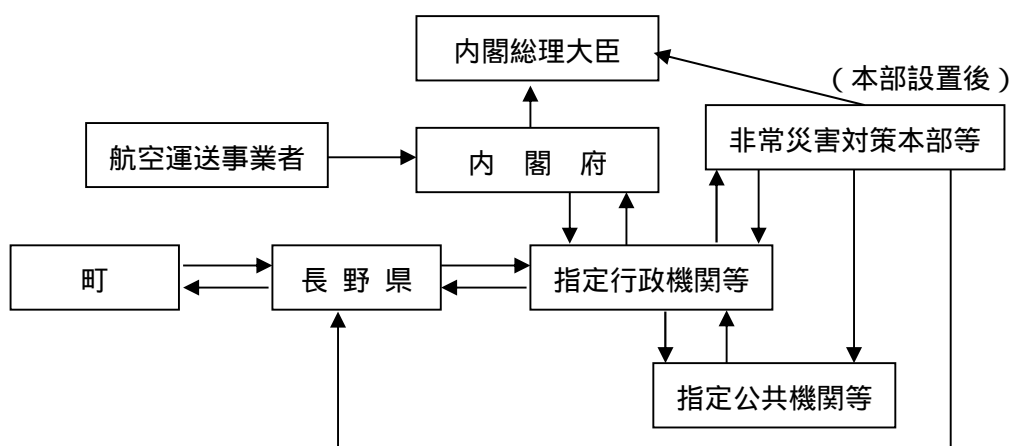 内閣総理大臣
（本部設置後）
非常災害対策本部等
航空運送事業者
内　閣　府
町
長 野 県
指定行政機関等
指定公共機関等